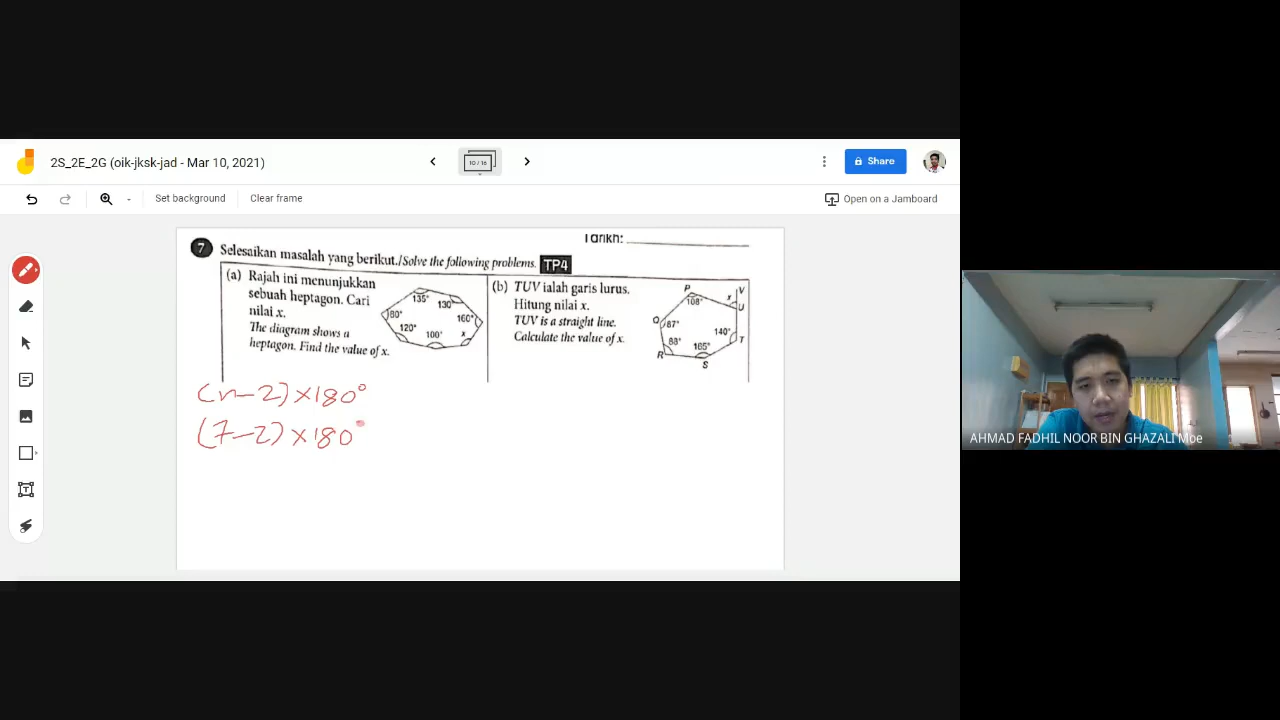 2S_2E_2G (oik-jksk-jad - Mar 10, 2021)
10 / 16
Share
Set background
Clear frame
Open on a Jamboard
Tarikh:
7 Selesaikan masalah yang berikut./Solve the following problems. TP4
(a) Rajah ini menunjukkan
sebuah heptagon. Cari
nilai x.
The diagram shows a
heptagon. Find the value of x.
135°
130°
80°
160°
120°
100°
x
(b) TUV ialah garis lurus.
Hitung nilai x.
TUV is a straight line.
Calculate the value of x.
P
V
108°
x
U
Q
87°
140°
T
88°
165°
R
S
(n-2)×180°
(7-2)×180°
T
AHMAD FADHIL NOOR BIN GHAZALI Moe